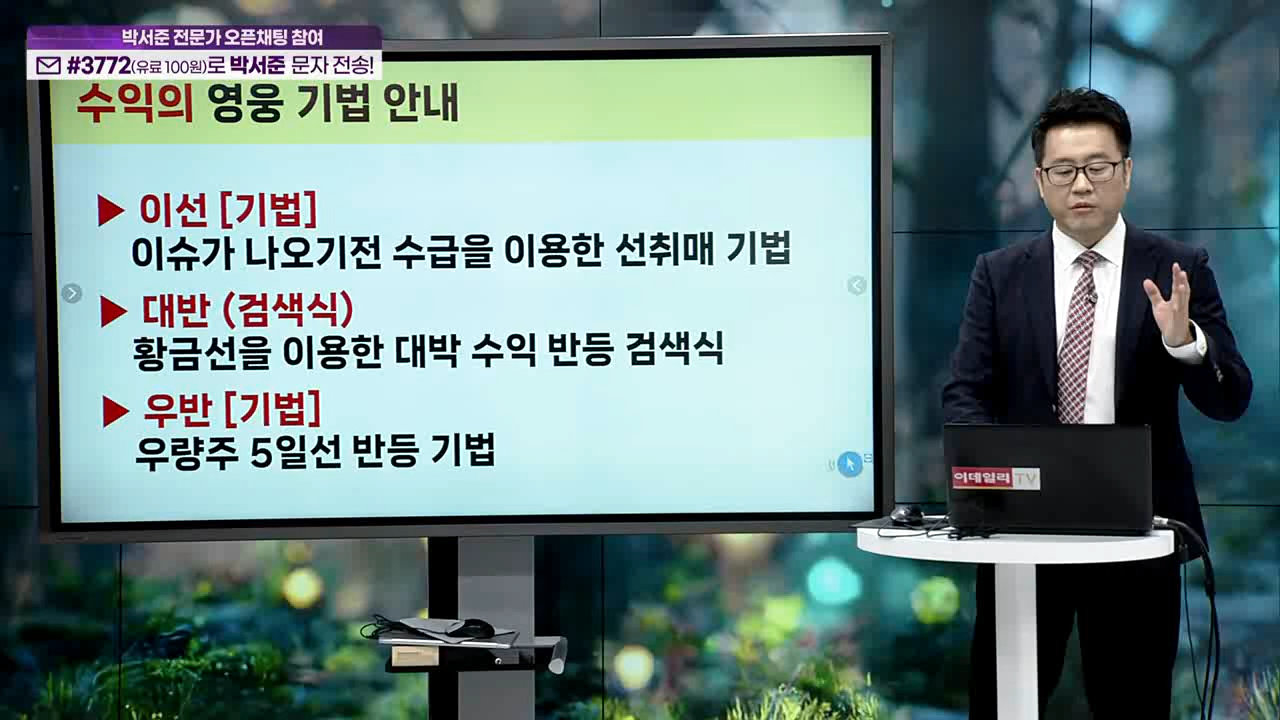 박서준 전문가 오픈채팅 참여
#3772(유료 100원)로 박서준 문자 전송!
수익의 영웅 기법 안내
▶ 이선 [기법]
이슈가 나오기전 수급을 이용한 선취매 기법
▶ 대반 (검색식)
황금선을 이용한 대박 수익 반등 검색식
▶ 우반 [기법]
우량주 5일선 반등 기법
이데일리 TV